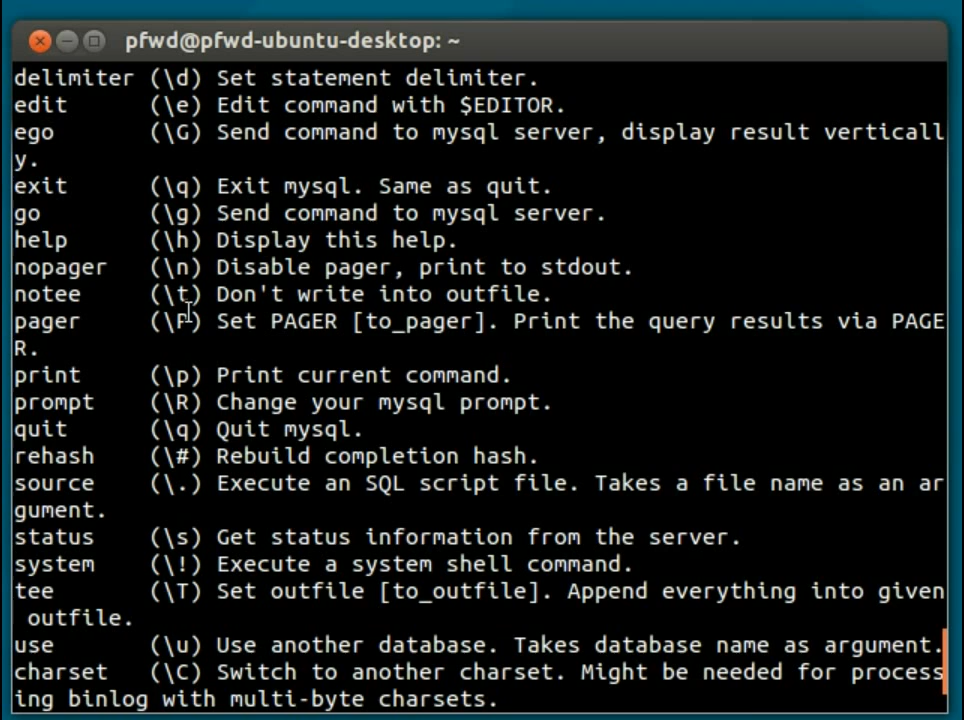 pfwd@pfwd-ubuntu-desktop: ~
delimiter (\d) Set statement delimiter.
edit      (\e) Edit command with $EDITOR.
ego       (\G) Send command to mysql server, display result verticall
y.
exit      (\q) Exit mysql. Same as quit.
go        (\g) Send command to mysql server.
help      (\h) Display this help.
nopager   (\n) Disable pager, print to stdout.
notee     (\t) Don't write into outfile.
pager     (\P) Set PAGER [to_pager]. Print the query results via PAGE
R.
print     (\p) Print current command.
prompt    (\R) Change your mysql prompt.
quit      (\q) Quit mysql.
rehash    (\#) Rebuild completion hash.
source    (\.) Execute an SQL script file. Takes a file name as an ar
gument.
status    (\s) Get status information from the server.
system    (\!) Execute a system shell command.
tee       (\T) Set outfile [to_outfile]. Append everything into given
 outfile.
use       (\u) Use another database. Takes database name as argument.
charset   (\C) Switch to another charset. Might be needed for process
ing binlog with multi-byte charsets.